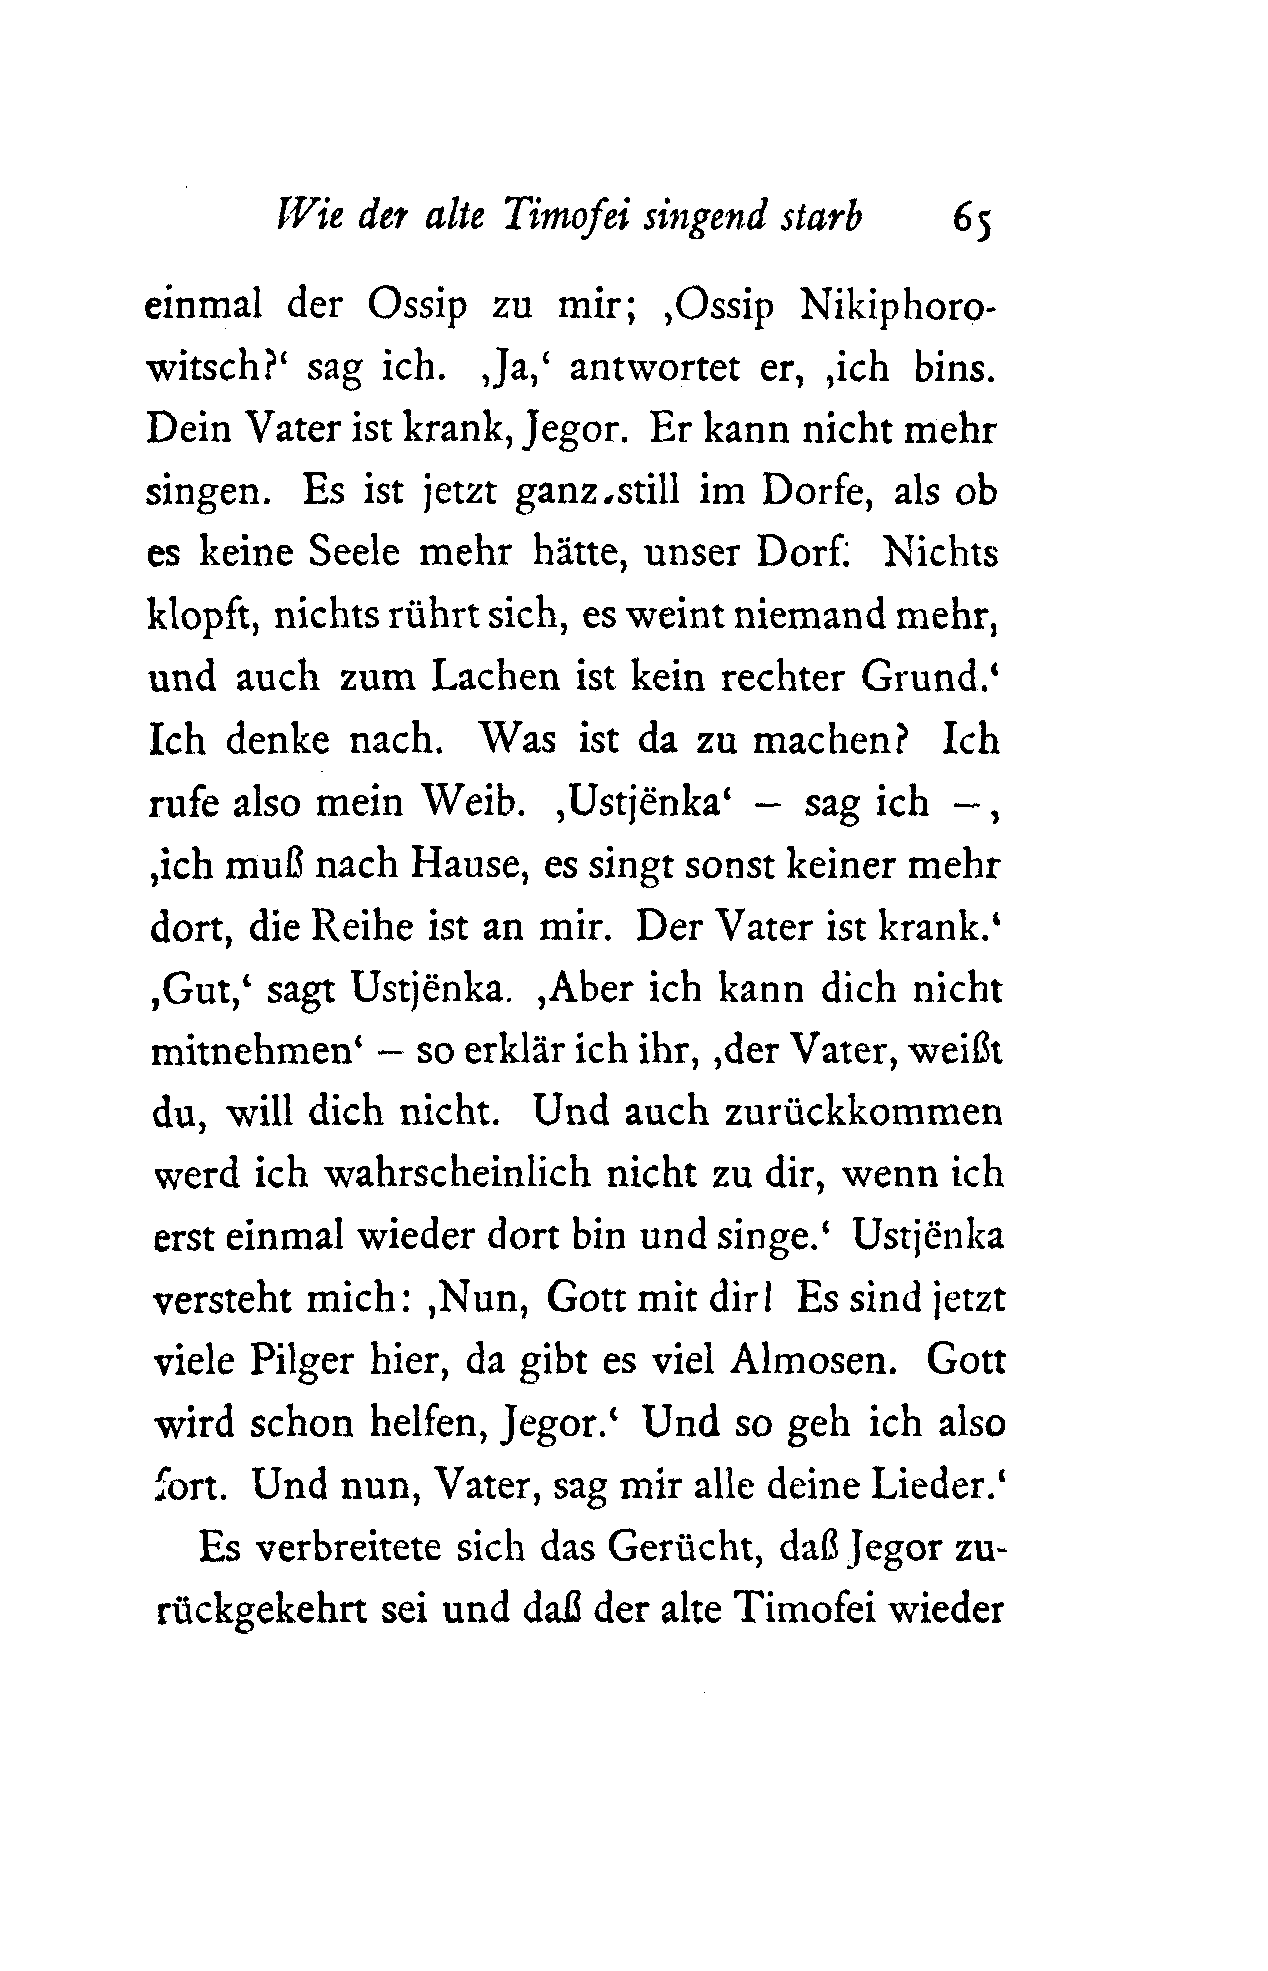 Wie der alte Timofei singend starb 65
einmal der Ossip zu mir; ‚Ossip Nikiphoro-
witsch?‘ sag ich. ‚Ja,‘ antwortet er, ‚ich bins.
Dein Vater ist krank, Jegor. Er kann nicht mehr
singen. Es ist jetzt ganz still im Dorfe, als ob
es keine Seele mehr hätte, unser Dorf. Nichts
klopft, nichts rührt sich, es weint niemand mehr,
und auch zum Lachen ist kein rechter Grund.‘
Ich denke nach. Was ist da zu machen? Ich
rufe also mein Weib. ‚Ustjënka‘ – sag ich –,
‚ich muß nach Hause, es singt sonst keiner mehr
dort, die Reihe ist an mir. Der Vater ist krank.‘
‚Gut,‘ sagt Ustjënka. ‚Aber ich kann dich nicht
mitnehmen‘ – so erklär ich ihr, ‚der Vater, weißt
du, will dich nicht. Und auch zurückkommen
werd ich wahrscheinlich nicht zu dir, wenn ich
erst einmal wieder dort bin und singe.‘ Ustjënka
versteht mich: ‚Nun, Gott mit dir! Es sind jetzt
viele Pilger hier, da gibt es viel Almosen. Gott
wird schon helfen, Jegor.‘ Und so geh ich also
fort. Und nun, Vater, sag mir alle deine Lieder.‘
Es verbreitete sich das Gerücht, daß Jegor zu-
rückgekehrt sei und daß der alte Timofei wieder